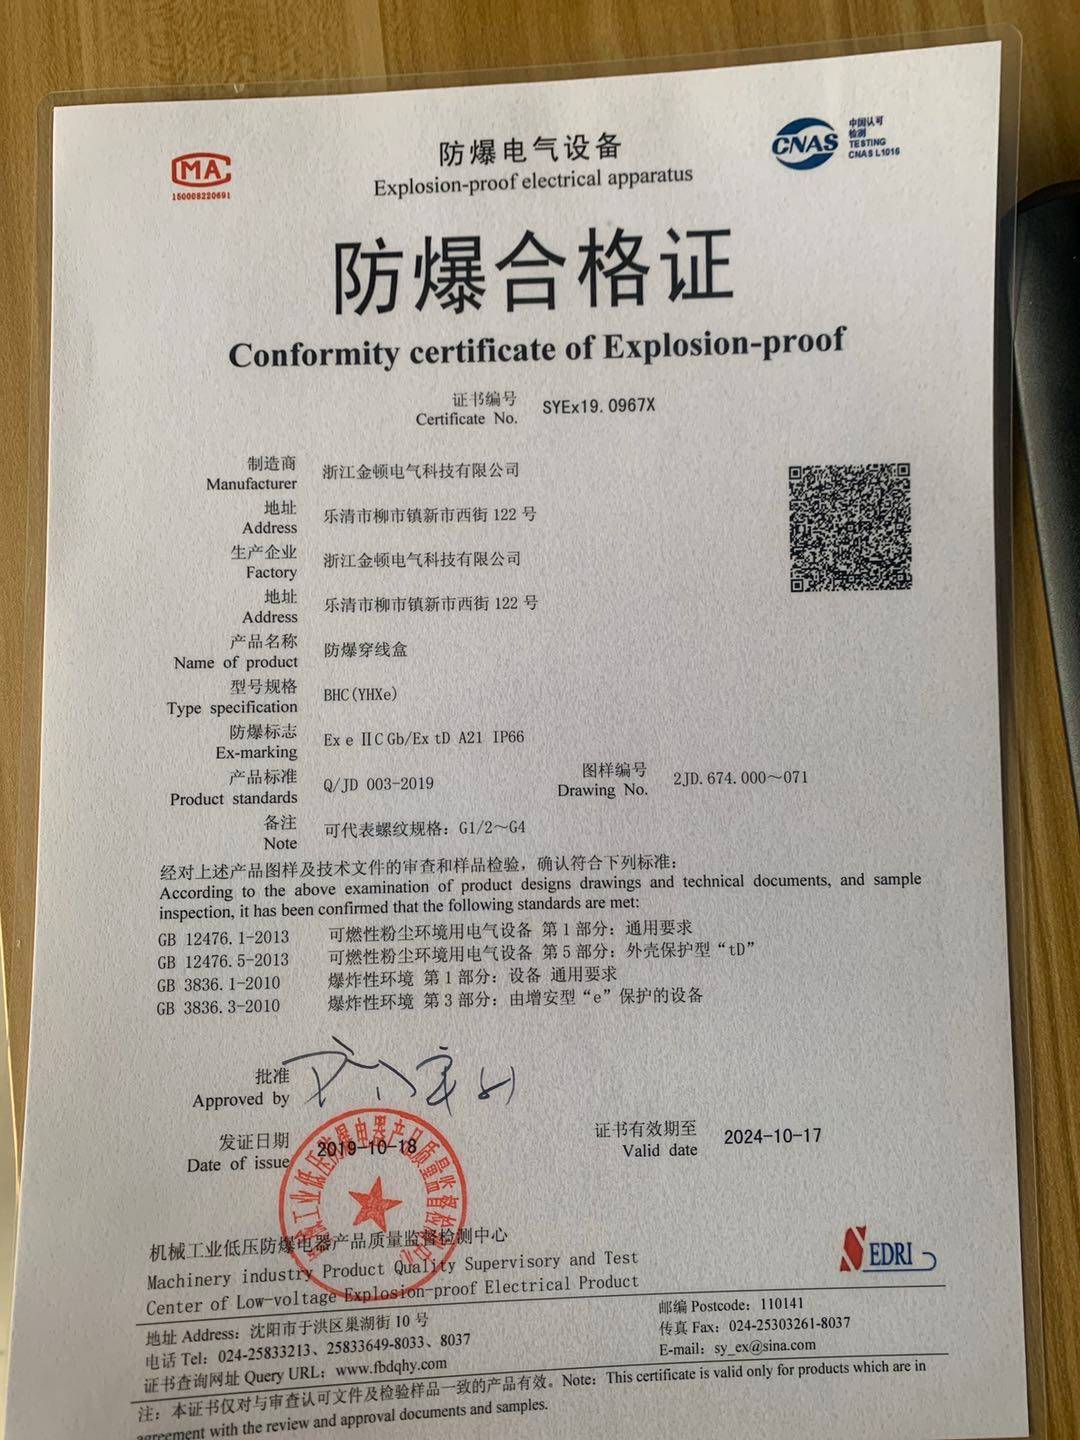 MA
150008220691
防爆电气设备
Explosion-proof electrical apparatus
CNAS
中国认可
检测
TESTING
CNAS L1016
防爆合格证
Conformity certificate of Explosion-proof
证书编号
Certificate No.
SYEx19.0967X
制造商
Manufacturer
浙江金顿电气科技有限公司
地址
Address
乐清市柳市镇新市西街 122 号
生产企业
Factory
浙江金顿电气科技有限公司
地址
Address
乐清市柳市镇新市西街 122 号
产品名称
Name of product
防爆穿线盒
型号规格
Type specification
BHC(YHXe)
防爆标志
Ex-marking
Ex e ⅡC Gb/Ex tD A21 IP66
产品标准
Product standards
Q/JD 003-2019
图样编号
Drawing No.
2JD.674.000～071
备注
Note
可代表螺纹规格：G1/2～G4
经对上述产品图样及技术文件的审查和样品检验，确认符合下列标准：
According to the above examination of product designs drawings and technical documents, and sample
inspection, it has been confirmed that the following standards are met:
GB 12476.1-2013 可燃性粉尘环境用电气设备 第 1 部分：通用要求
GB 12476.5-2013 可燃性粉尘环境用电气设备 第 5 部分：外壳保护型“tD”
GB 3836.1-2010 爆炸性环境 第 1 部分：设备 通用要求
GB 3836.3-2010 爆炸性环境 第 3 部分：由增安型“e”保护的设备
批准
Approved by
发证日期
Date of issue
2019-10-18
证书有效期至
Valid date
2024-10-17
机械工业低压防爆电器产品质量监督检测中心
Machinery industry Product Quality Supervisory and Test
Center of Low-voltage Explosion-proof Electrical Product
SEDRI
地址 Address：沈阳市于洪区巢湖街 10 号
电话 Tel：024-25833213、25833649-8033、8037
证书查询网址 Query URL：www.fbdqhy.com
邮编 Postcode：110141
传真 Fax：024-25303261-8037
E-mail：sy_ex@sina.com
注：本证书仅对与审查认可文件及检验样品一致的产品有效。Note：This certificate is valid only for products which are in
agreement with the review and approval documents and samples.